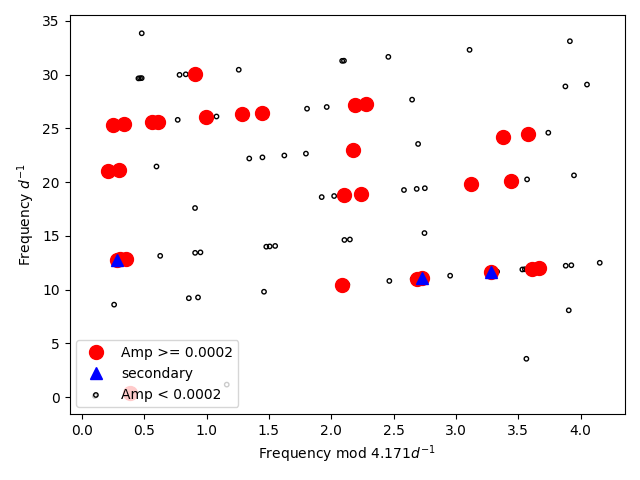 35
30
25
20
15
10
5
0
Frequency d⁻¹
Amp >= 0.0002
secondary
Amp < 0.0002
0.0 0.5 1.0 1.5 2.0 2.5 3.0 3.5 4.0
Frequency mod 4.171d⁻¹